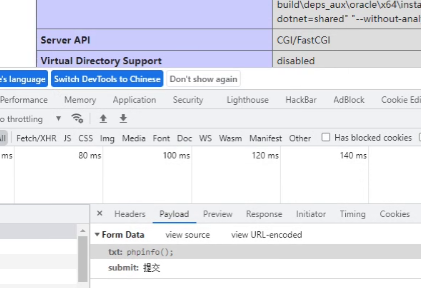 build\deps_aux\oracle\x64\insta
dotnet=shared" "--without-anal
Server API CGI/FastCGI
Virtual Directory Support disabled
's language Switch DevTools to Chinese Don't show again
Performance Memory Application Security Lighthouse HackBar AdBlock Cookie Edi
o throttling
All Fetch/XHR JS CSS Img Media Font Doc WS Wasm Manifest Other Has blocked cookies
ms 80 ms 100 ms 120 ms 140 ms
× Headers Payload Preview Response Initiator Timing Cookies
Form Data view source view URL-encoded
txt: phpinfo();
submit: 提交